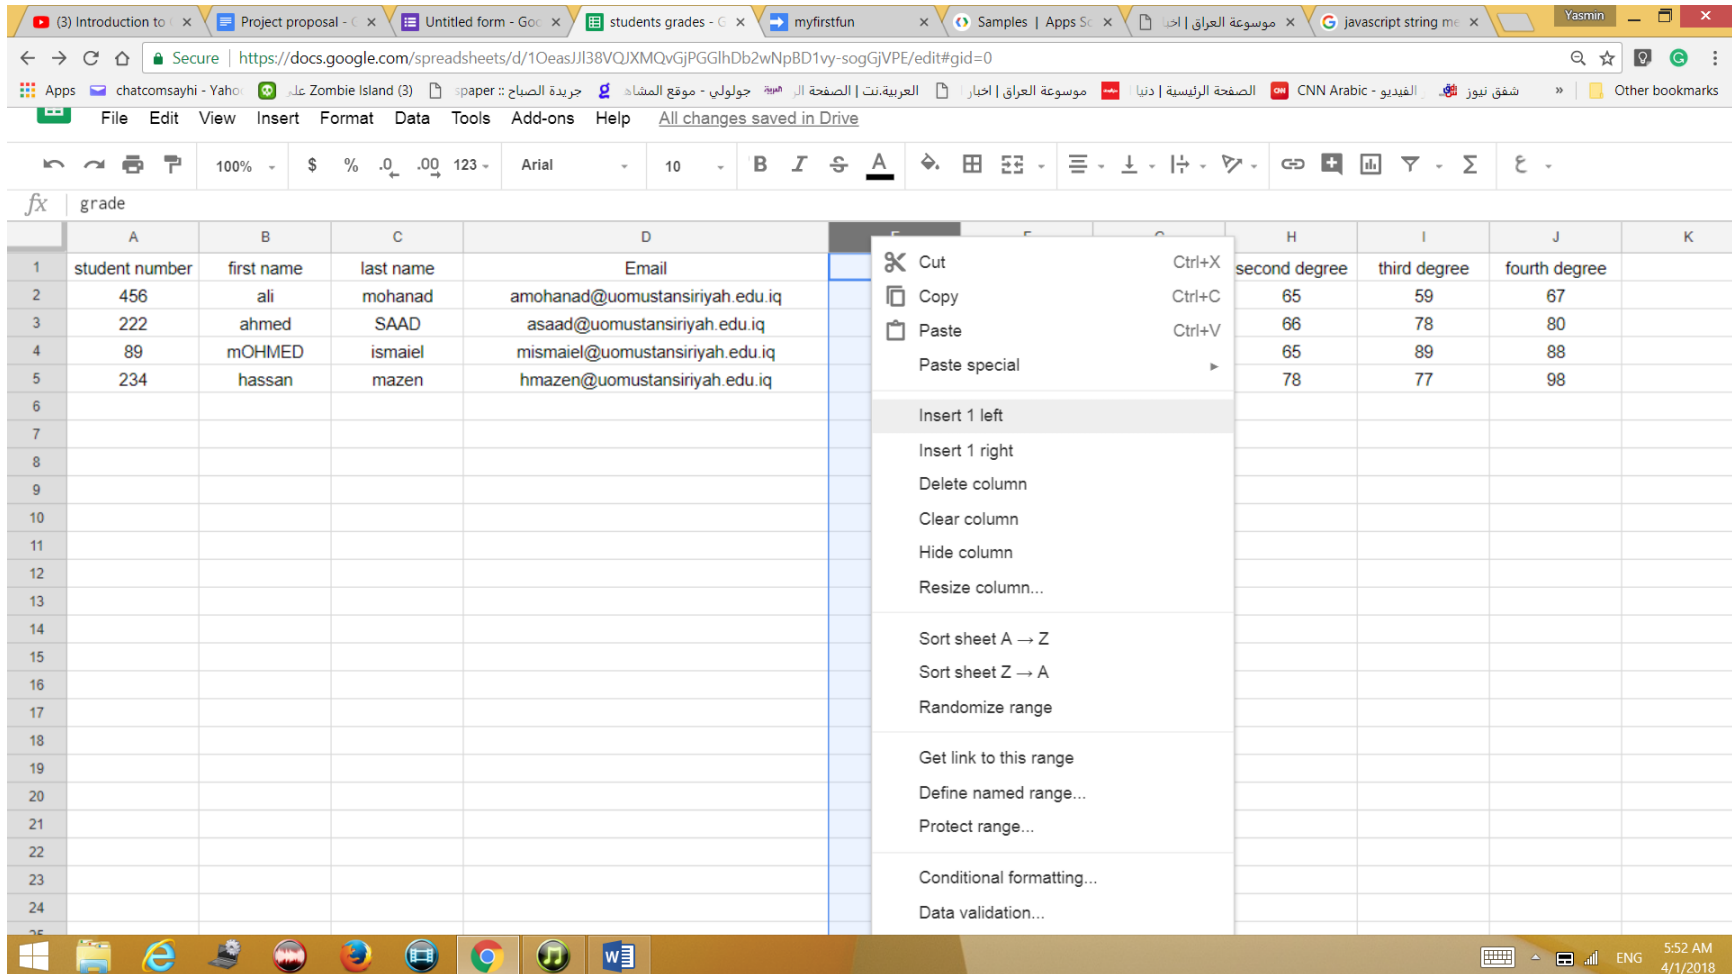 (3) Introduction to
Project proposal -
Untitled form - Goo
students grades - G
myfirstfun
Samples | Apps Sc
موسوعة العراق | اخبا
javascript string me
Yasmin
Secure | https://docs.google.com/spreadsheets/d/1OeasJJl38VQJXMQvGjPGGlhDb2wNpBD1vy-sogGjVPE/edit#gid=0
Apps
chatcomsayhi - Yaho
Zombie Island (3) على
جريدة الصباح :: spaper
جولولي - موقع المشاه
العربية.نت | الصفحة الر
موسوعة العراق | اخبار
الصفحة الرئيسية | دنيا
CNN Arabic - الفيديو
شفق نيوز
»
Other bookmarks
File Edit View Insert Format Data Tools Add-ons Help All changes saved in Drive
100% $ % .0 .00 123 Arial 10 B I S A Σ ع
fx grade
A B C D H I J K
1 student number first name last name Email second degree third degree fourth degree
2 456 ali mohanad amohanad@uomustansiriyah.edu.iq 65 59 67
3 222 ahmed SAAD asaad@uomustansiriyah.edu.iq 66 78 80
4 89 mOHMED ismaiel mismaiel@uomustansiriyah.edu.iq 65 89 88
5 234 hassan mazen hmazen@uomustansiriyah.edu.iq 78 77 98
6
7
8
9
10
11
12
13
14
15
16
17
18
19
20
21
22
23
24
Cut Ctrl+X
Copy Ctrl+C
Paste Ctrl+V
Paste special
Insert 1 left
Insert 1 right
Delete column
Clear column
Hide column
Resize column...
Sort sheet A → Z
Sort sheet Z → A
Randomize range
Get link to this range
Define named range...
Protect range...
Conditional formatting...
Data validation...
ENG
5:52 AM
4/1/2018